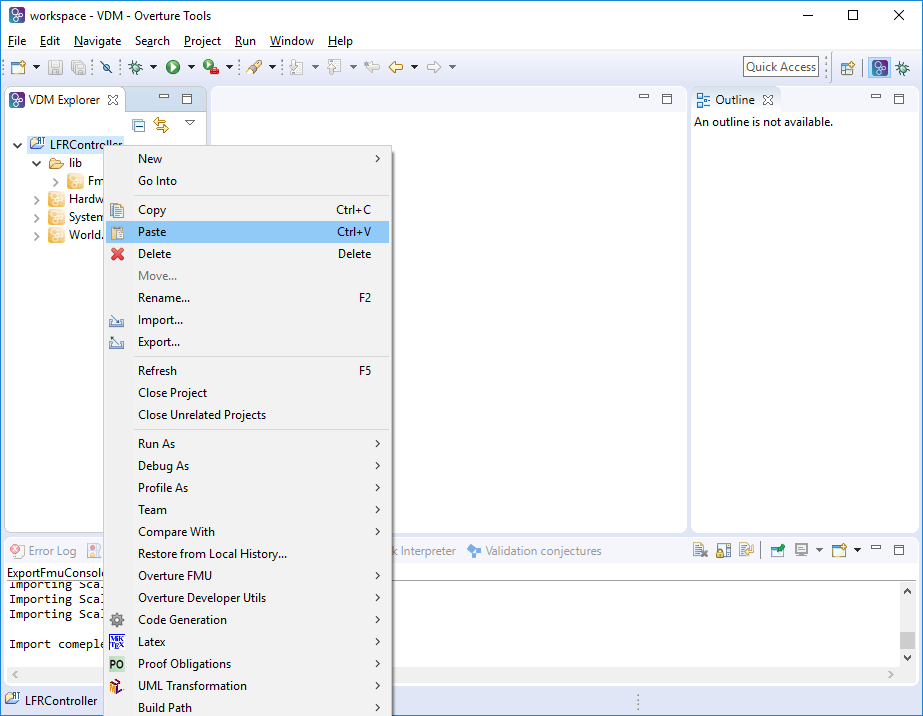 workspace - VDM - Overture Tools
File Edit Navigate Search Project Run Window Help
Quick Access
VDM Explorer
Outline
An outline is not available.
LFRController
lib
Fm
Hardw
System
World.
New
Go Into
Copy Ctrl+C
Paste Ctrl+V
Delete Delete
Move...
Rename... F2
Import...
Export...
Refresh F5
Close Project
Close Unrelated Projects
Run As
Debug As
Profile As
Team
Compare With
Restore from Local History...
Overture FMU
Overture Developer Utils
Code Generation
Latex
PO Proof Obligations
UML Transformation
Build Path
Error Log
k Interpreter
Validation conjectures
ExportFmuConsol
Importing Scal
Importing Scal
Importing Scal
Import comeple
LFRController